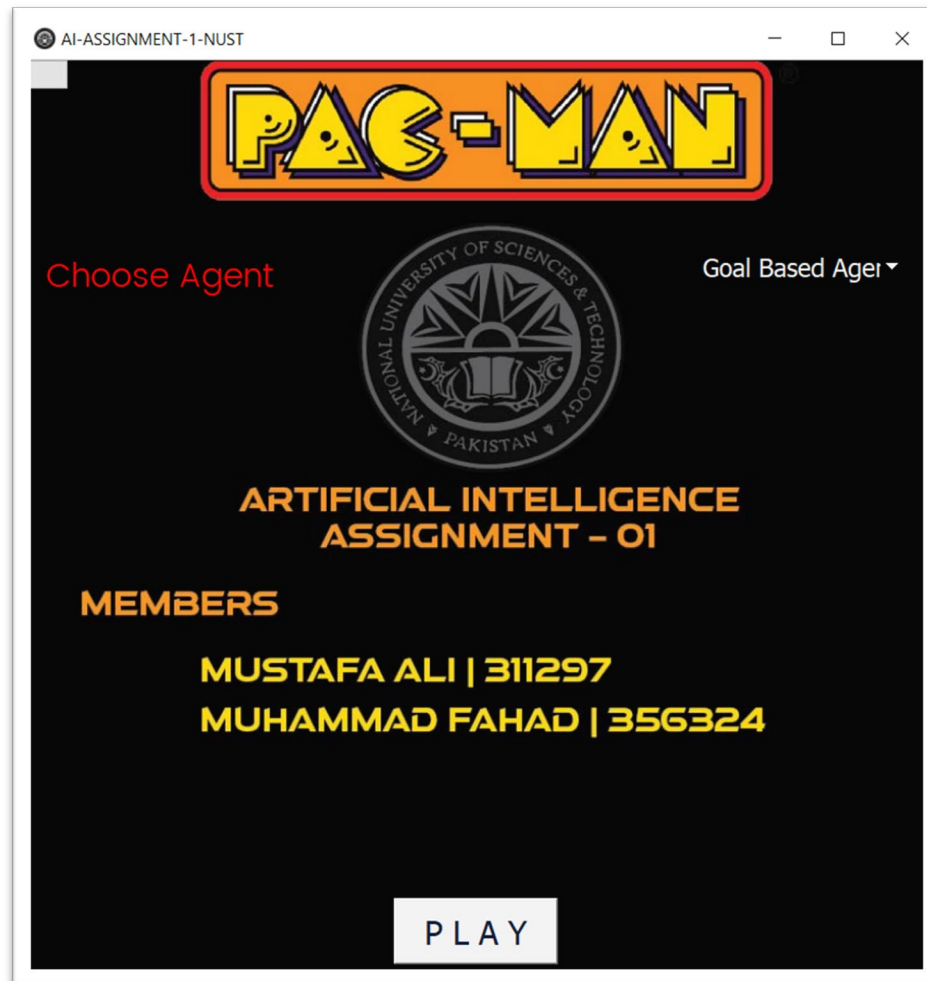 AI-ASSIGNMENT-1-NUST
PAC-MAN
®
Choose Agent
Goal Based Ager
NATIONAL UNIVERSITY OF SCIENCES & TECHNOLOGY
PAKISTAN
ARTIFICIAL INTELLIGENCE
ASSIGNMENT – 01
MEMBERS
MUSTAFA ALI | 311297
MUHAMMAD FAHAD | 356324
PLAY